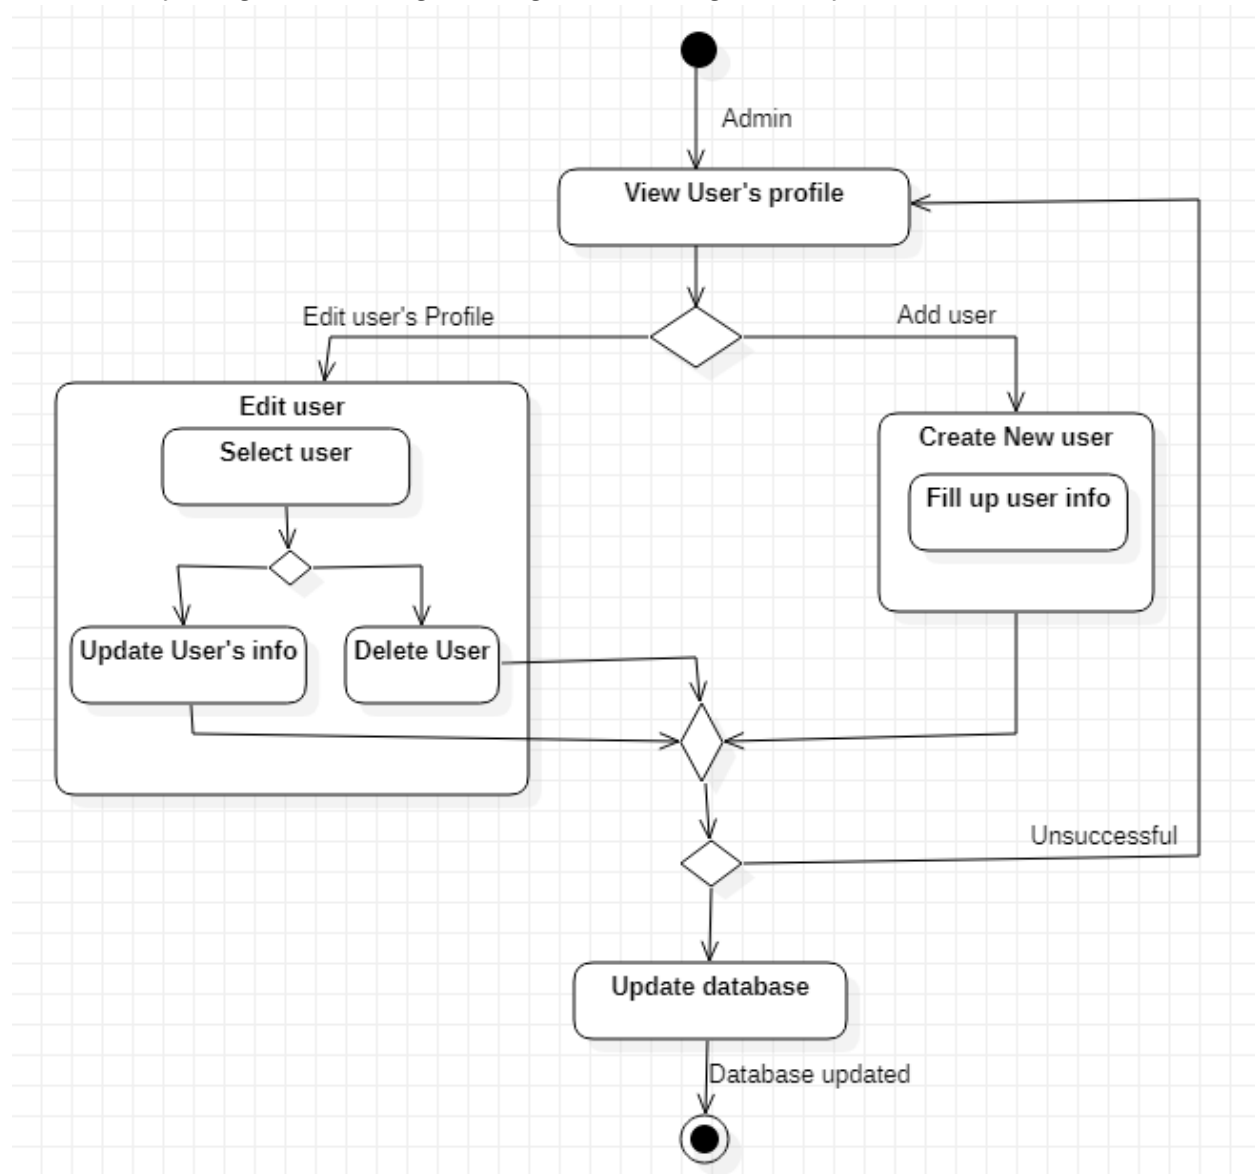 Admin
View User's profile
Edit user's Profile
Add user
Edit user
Select user
Create New user
Fill up user info
Update User's info
Delete User
Unsuccessful
Update database
Database updated